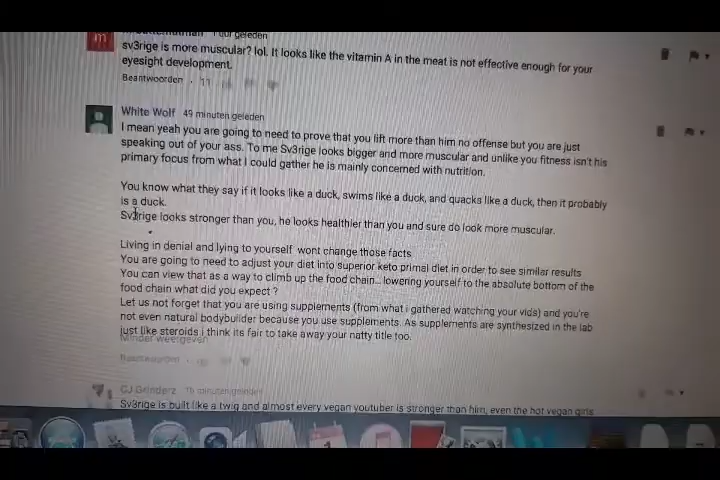 1 uur geleden
sv3rige is more muscular? lol. It looks like the vitamin A in the meat is not effective enough for your
eyesight development.
Beantwoorden · 11
White Wolf 49 minuten geleden
I mean yeah you are going to need to prove that you lift more than him no offense but you are just
speaking out of your ass. To me Sv3rige looks bigger and more muscular and unlike you fitness isn't his
primary focus from what I could gather he is mainly concerned with nutrition.
You know what they say if it looks like a duck, swims like a duck, and quacks like a duck, then it probably
is a duck.
Sv3rige looks stronger than you, he looks healthier than you and sure do look more muscular.
Living in denial and lying to yourself wont change those facts
You are going to need to adjust your diet into superior keto primal diet in order to see similar results
You can view that as a way to climb up the food chain... lowering yourself to the absolute bottom of the
food chain what did you expect ?
Let us not forget that you are using supplements (from what i gathered watching your vids) and you're
not even natural bodybuilder because you use supplements. As supplements are synthesized in the lab
just like steroids i think its fair to take away your natty title too.
Minder weergeven
Beantwoorden
CJ Grinderz 16 minuten geleden
Sv3rige is built like a twig and almost every vegan youtuber is stronger than him, even the hot vegan girls